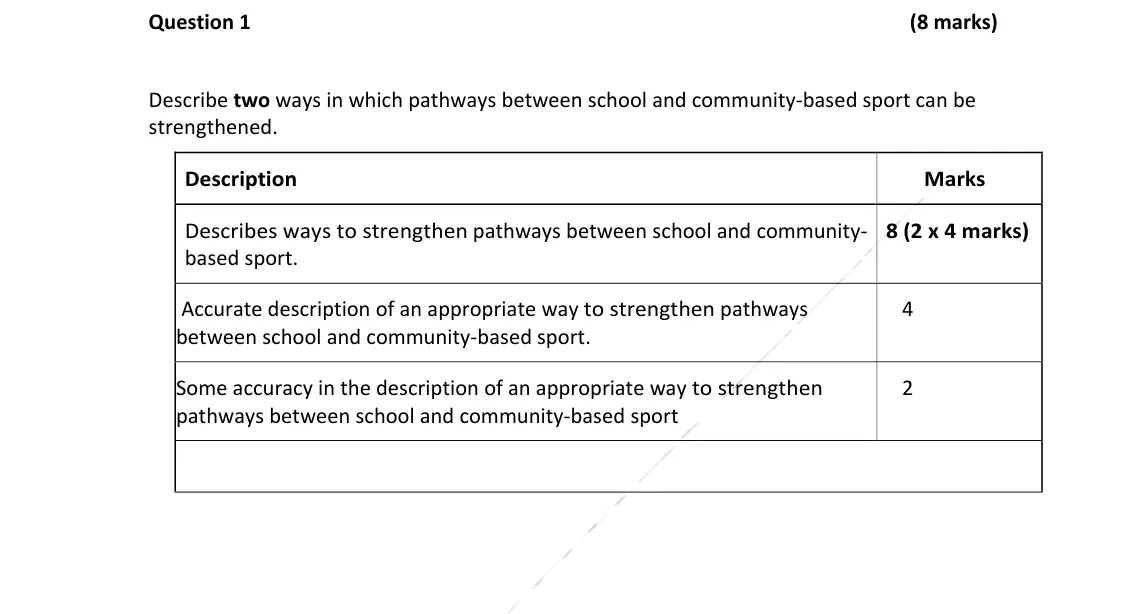 Question 1 (8 marks)
Describe two ways in which pathways between school and community-based sport can be
strengthened.
Description Marks
Describes ways to strengthen pathways between school and community- 8 (2 x 4 marks)
based sport.
Accurate description of an appropriate way to strengthen pathways 4
between school and community-based sport.
Some accuracy in the description of an appropriate way to strengthen 2
pathways between school and community-based sport